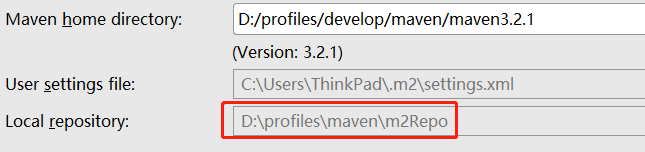 Maven home directory: D:/profiles/develop/maven/maven3.2.1
(Version: 3.2.1)
User settings file: C:\Users\ThinkPad\.m2\settings.xml
Local repository: D:\profiles\maven\m2Repo